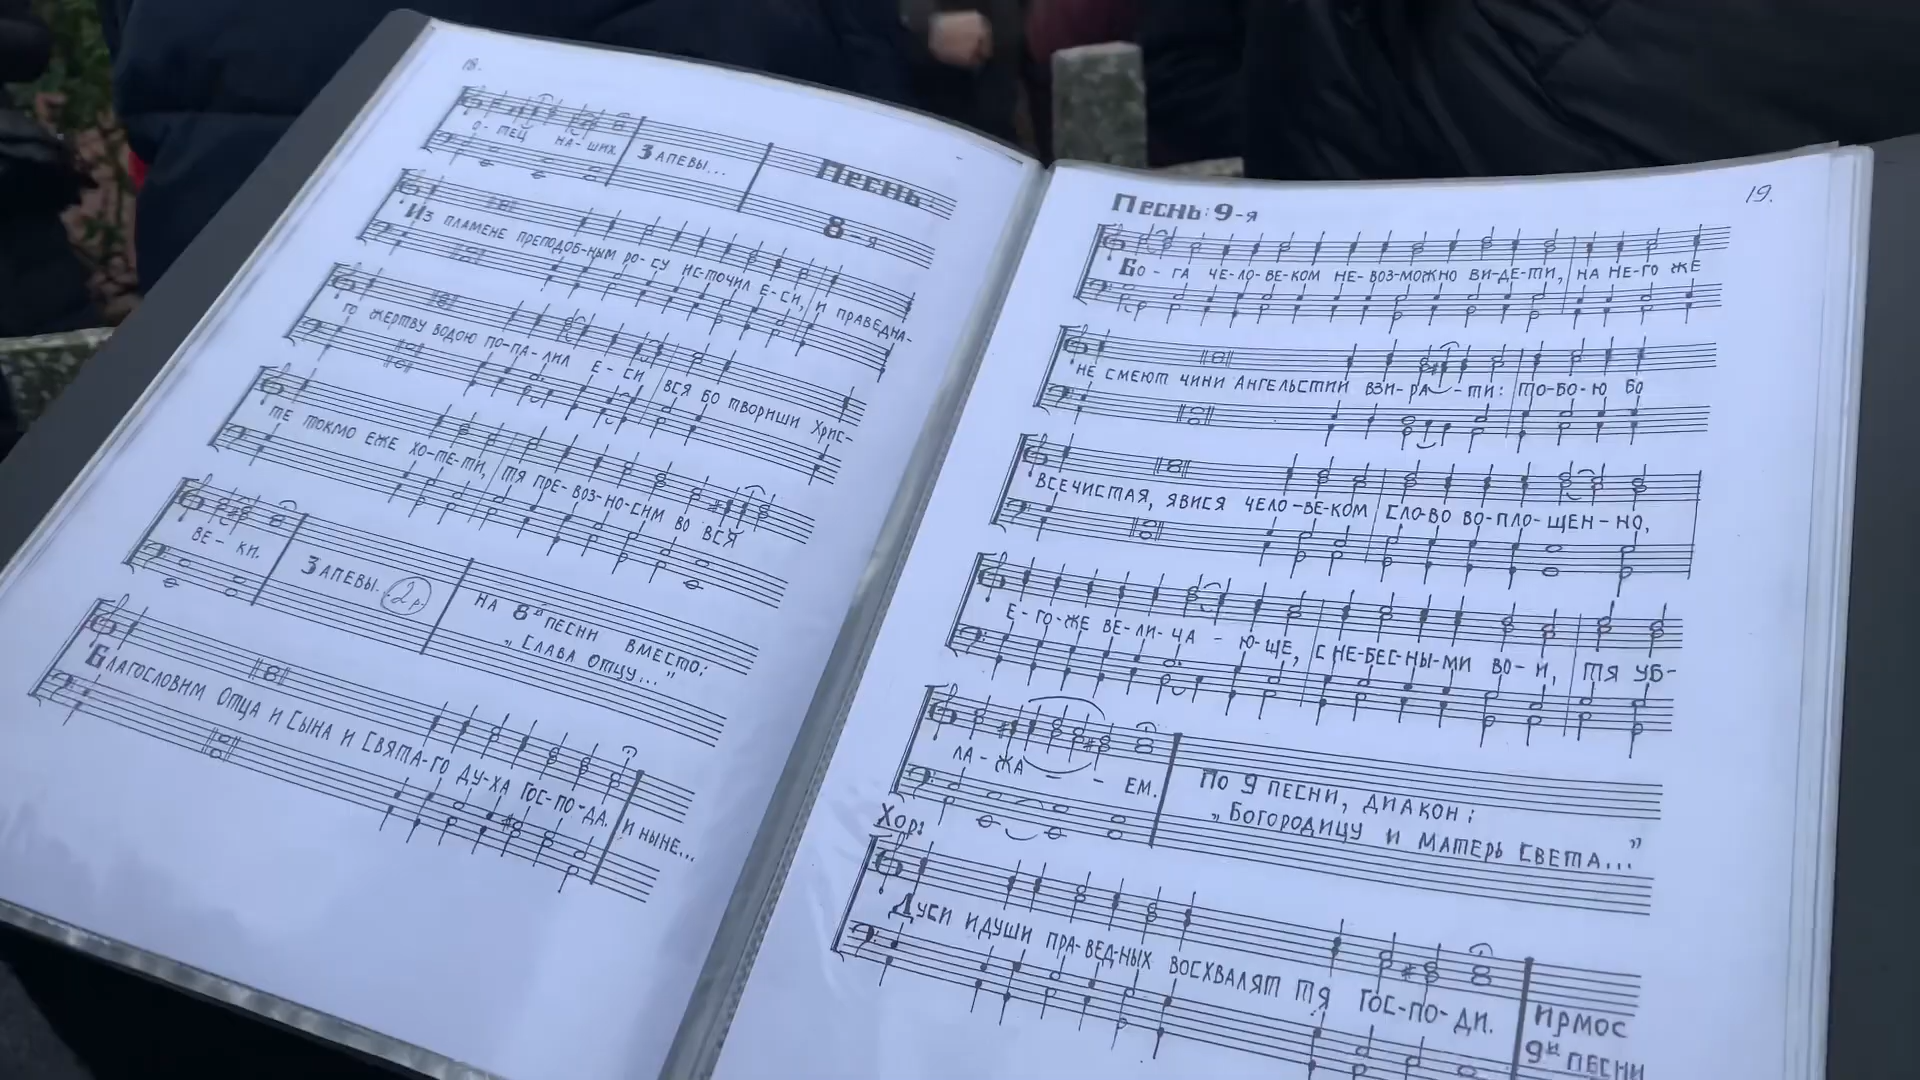 18.
О-ТЕЦ НА-ШИХ. ЗАПЕВЫ... ПЕСНЬ:
8-я
ИЗ ПЛАМЕНЕ ПРЕПОДОБ-НЫМ РО-СУ ИС-ТОЧИЛ Е-СИ, И ПРАВЕДНА-
ГО ЖЕРТВУ ВОДОЮ ПО-ПА-ЛИЛ Е-СИ ВСЯ БО ТВОРИШИ ХРИС-
ТЕ ТОКМО ЕЖЕ ХО-ТЕ-ТИ, ТЯ ПРЕ-ВОЗ-НО-СИМ ВО ВСЯ
ВЕ-КИ. ЗАПЕВЫ. 2р. НА 8й ПЕСНИ ВМЕСТО:
„СЛАВА ОТЦУ..."
БЛАГОСЛОВИМ ОТЦА И СЫНА И СВЯТА-ГО ДУ-ХА ГОС-ПО-ДА. И НЫНЕ...
19.
ПЕСНЬ: 9-я
БО-ГА ЧЕ-ЛО-ВЕ-КОМ НЕ-ВОЗ-МОЖНО ВИ-ДЕ-ТИ, НА НЕ-ГО ЖЕ
НЕ СМЕЮТ ЧИНИ АНГЕЛЬСТИИ ВЗИ-РА-ТИ: ТО-БО-Ю БО
ВСЕЧИСТАЯ, ЯВИСЯ ЧЕЛО-ВЕ-КОМ СЛО-ВО ВО-ПЛО-ЩЕН-НО,
Е-ГО-ЖЕ ВЕ-ЛИ-ЧА-Ю-ЩЕ, С НЕ-БЕС-НЫ-МИ ВО-И, ТЯ УБ-
ЛА-ЖА - - ЕМ. ПО 9 ПЕСНИ, ДИАКОН:
„БОГОРОДИЦУ И МАТЕРЬ СВЕТА..."
ХОР:
ДУСИ И ДУШИ ПРА-ВЕД-НЫХ ВОСХВАЛЯТ ТЯ ГОС-ПО-ДИ. ИРМОС
9й ПЕСНИ